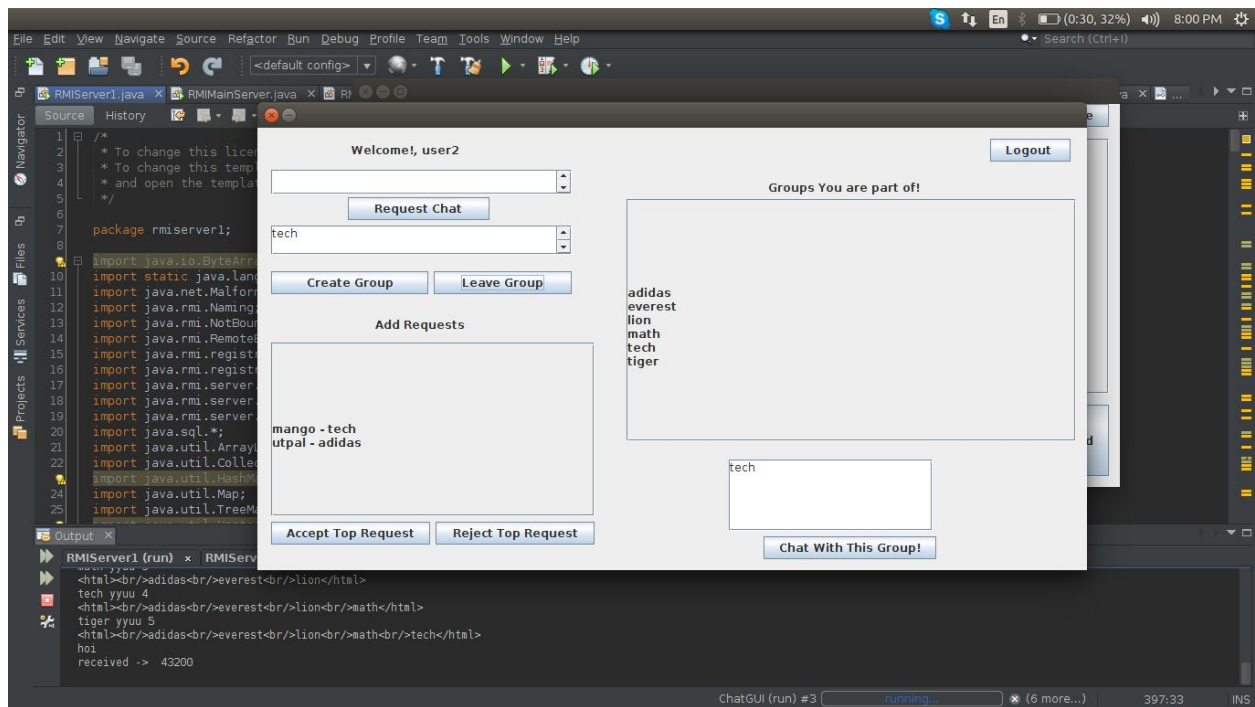 S En (0:30, 32%) 8:00 PM
File Edit View Navigate Source Refactor Run Debug Profile Team Tools Window Help
Search (Ctrl+I)
<default config>
RMIServer1.java RMIMainServer.java
Source History
Navigator
Files
Services
Projects
1 /*
2 * To change this licen
3 * To change this temp
4 * and open the templat
5 */
6
7 package rmiserver1;
8
import java.io.ByteArra
10 import static java.lang
11 import java.net.Malform
12 import java.rmi.Naming;
13 import java.rmi.NotBoun
14 import java.rmi.RemoteE
15 import java.rmi.registr
16 import java.rmi.registr
17 import java.rmi.server.
18 import java.rmi.server.
19 import java.rmi.server.
20 import java.sql.*;
21 import java.util.ArrayL
22 import java.util.Collec
import java.util.HashM
24 import java.util.Map;
25 import java.util.TreeMa
Welcome!, user2
Request Chat
tech
Create Group Leave Group
Add Requests
mango - tech
utpal - adidas
Accept Top Request Reject Top Request
Logout
Groups You are part of!
adidas
everest
lion
math
tech
tiger
tech
Chat With This Group!
Output
RMIServer1 (run) RMIServ
math yyuu 3
<html><br/>adidas<br/>everest<br/>lion</html>
tech yyuu 4
<html><br/>adidas<br/>everest<br/>lion<br/>math</html>
tiger yyuu 5
<html><br/>adidas<br/>everest<br/>lion<br/>math<br/>tech</html>
hoi
received -> 43200
ChatGUI (run) #3 running... (6 more...) 397:33 INS